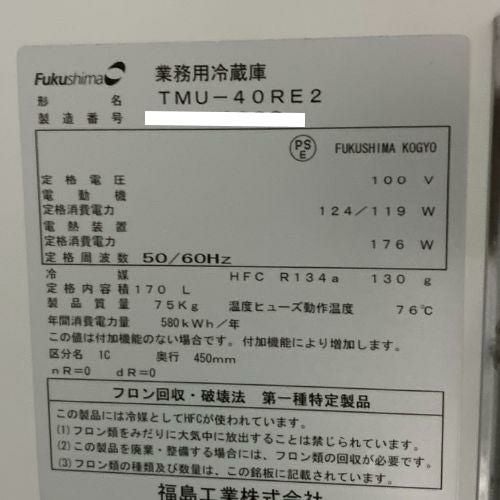 Fukushima
業務用冷蔵庫
形名 TMU-40RE2
製造番号
PSE FUKUSHIMA KOGYO
定格電圧 100 V
電動機
定格消費電力 124/119 W
電熱装置
定格消費電力 176 W
定格周波数 50/60Hz
冷媒 HFC R134a 130 g
定格内容積 170 L
製品質量 75Kg 温度ヒューズ動作温度 76℃
年間消費電力量 580kWh/年
この値は付加機能のない場合です。付加機能により増加します。
区分名 1C 奥行 450mm
nR=0 dR=0
フロン回収・破壊法 第一種特定製品
この製品には冷媒としてHFCが使われています。
(1) フロン類をみだりに大気中に放出することは禁じられています。
(2) この製品を廃棄・整備する場合には、フロン類の回収が必要です。
(3) フロン類の種類及び数量は、この銘板に記載されています。
福島工業株式会社